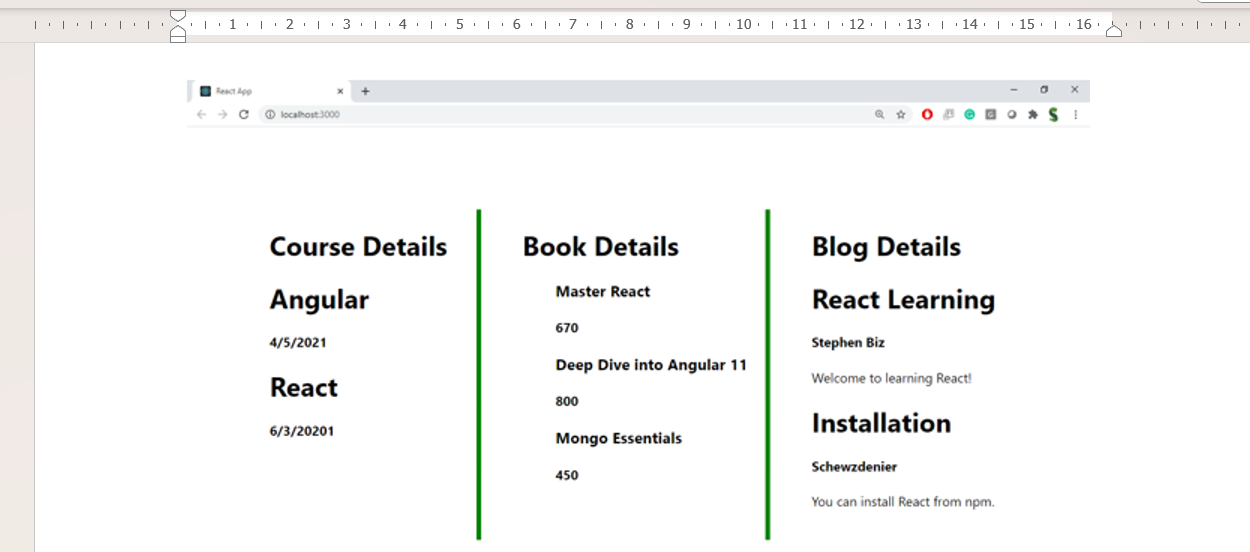 1 2 3 4 5 6 7 8 9 10 11 12 13 14 15 16
React App
localhost:3000
Course Details
Angular
4/5/2021
React
6/3/20201
Book Details
Master React
670
Deep Dive into Angular 11
800
Mongo Essentials
450
Blog Details
React Learning
Stephen Biz
Welcome to learning React!
Installation
Schewzdenier
You can install React from npm.